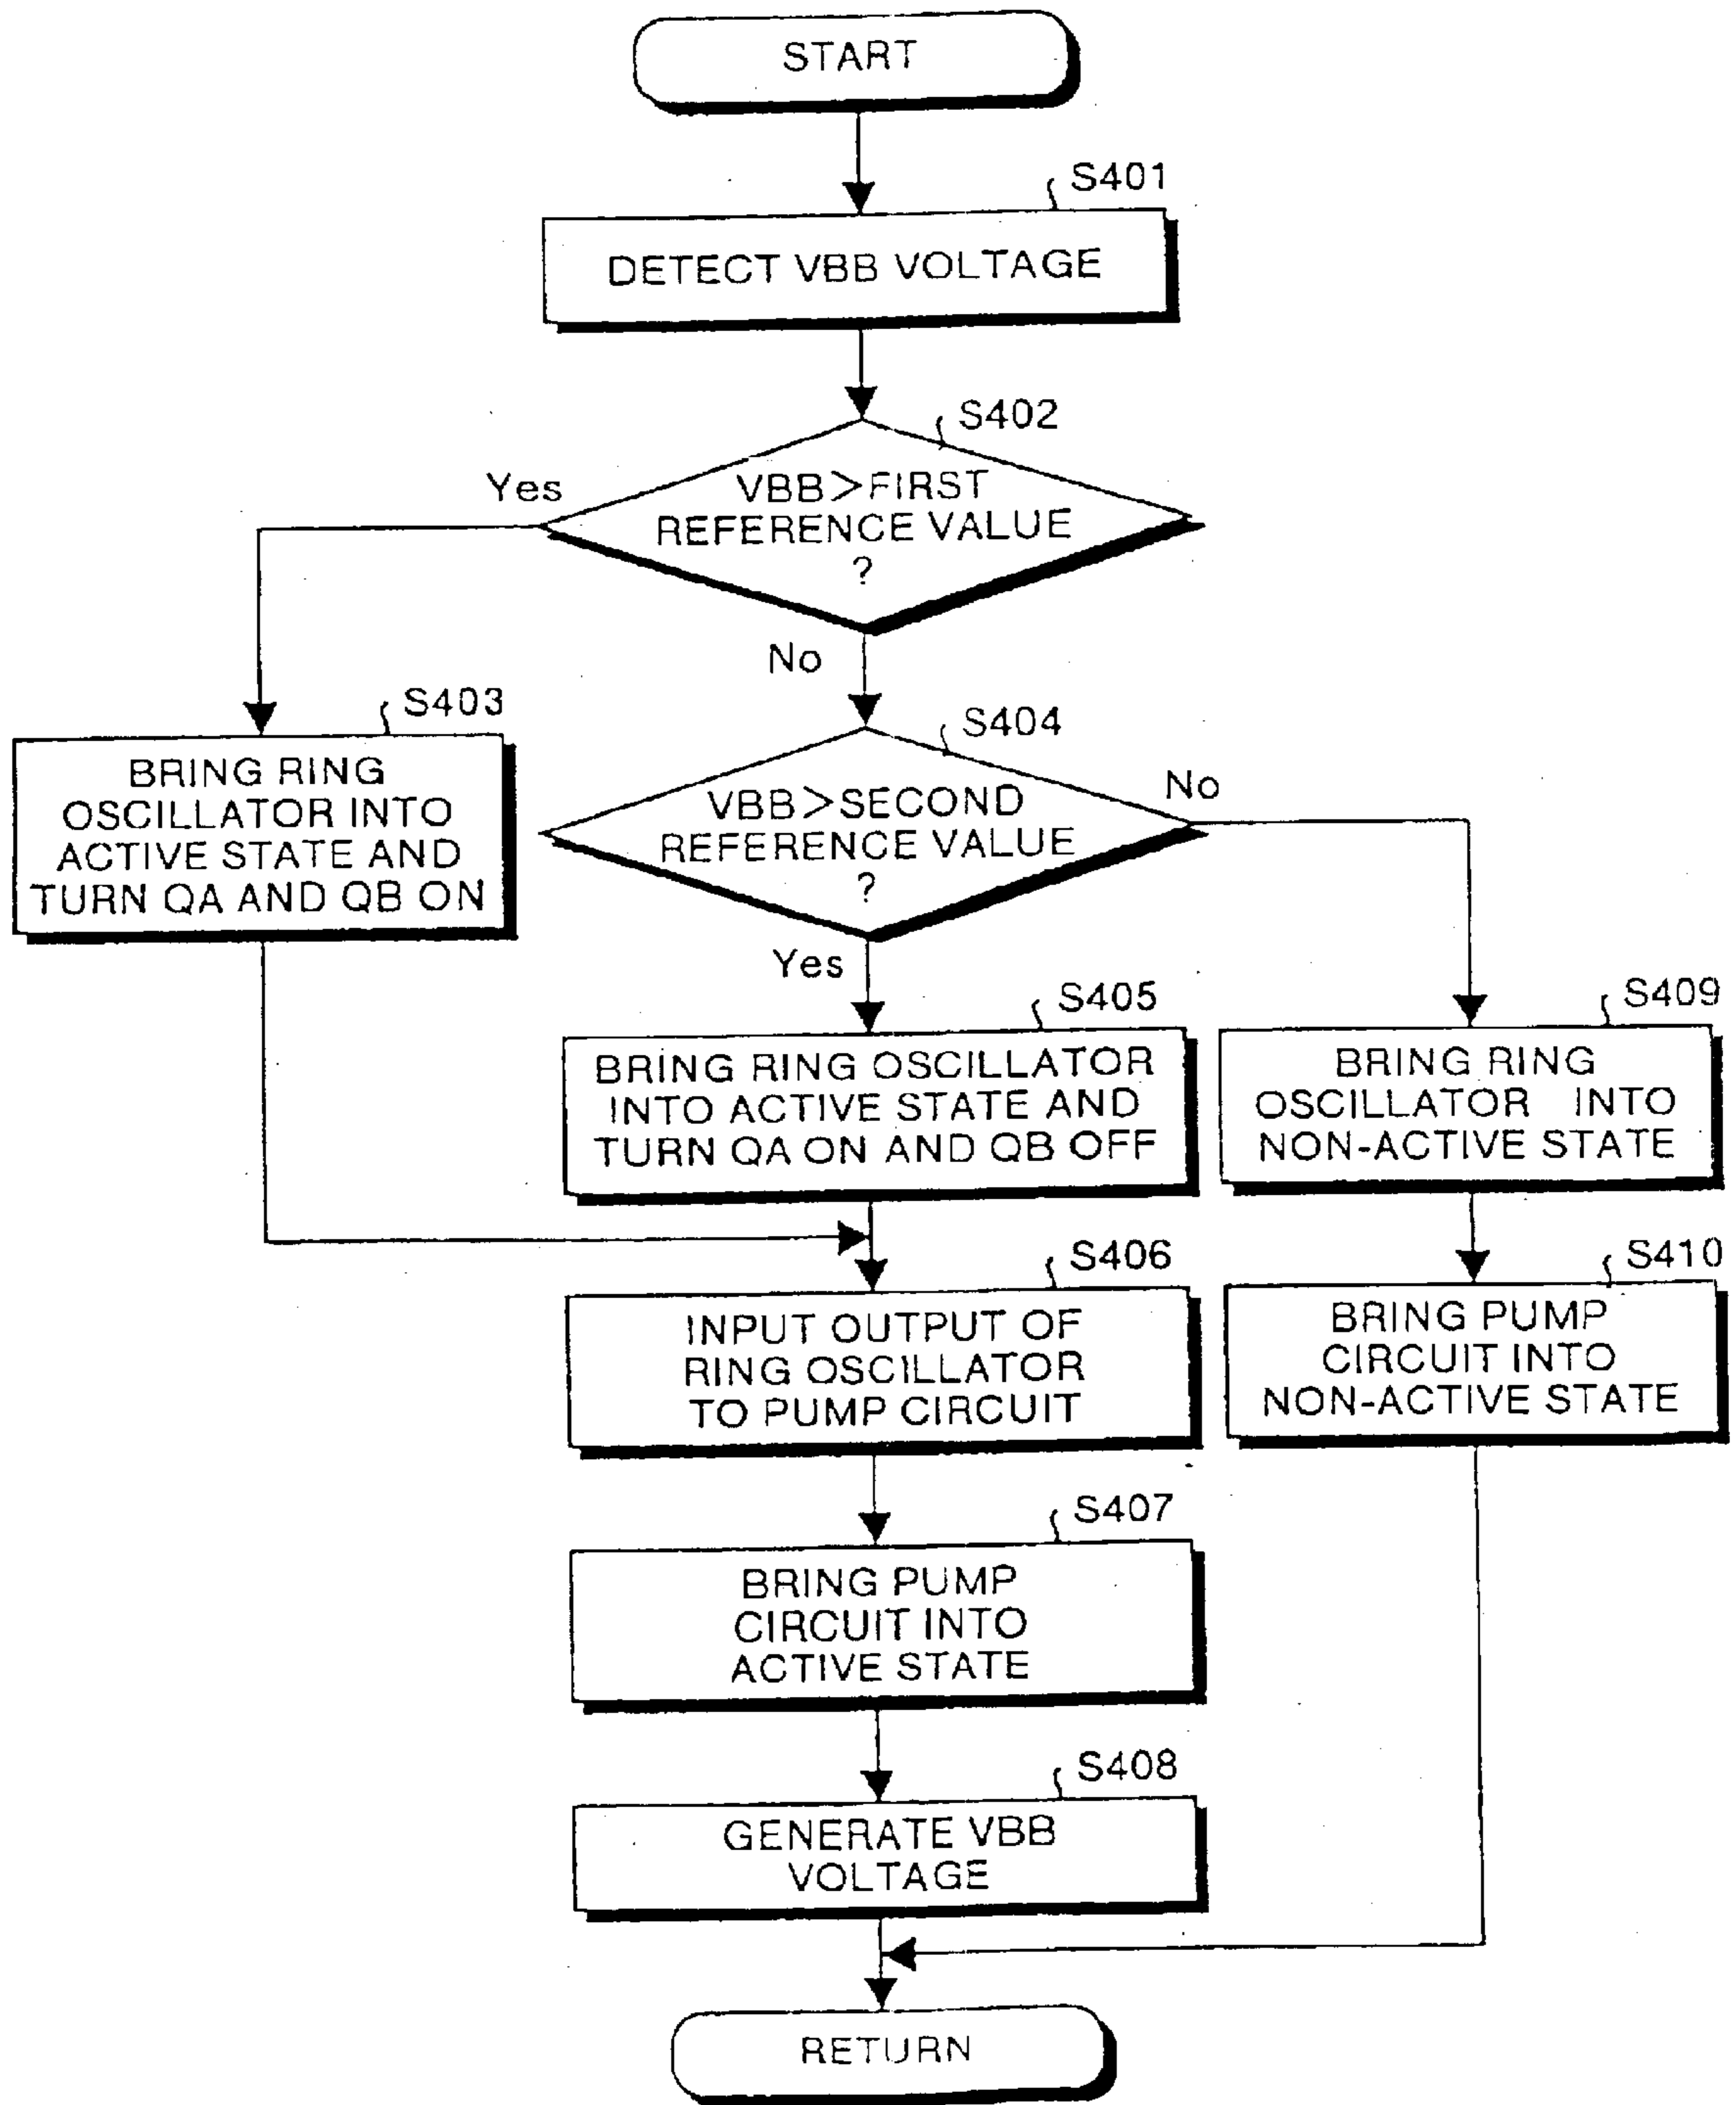 START
S401
DETECT VBB VOLTAGE
S402
Yes
VBB>FIRST
REFERENCE VALUE
?
No
S403
BRING RING
OSCILLATOR INTO
ACTIVE STATE AND
TURN QA AND QB ON
S404
No
VBB>SECOND
REFERENCE VALUE
?
Yes
S405
BRING RING OSCILLATOR
INTO ACTIVE STATE AND
TURN QA ON AND QB OFF
S409
BRING RING
OSCILLATOR INTO
NON-ACTIVE STATE
S406
INPUT OUTPUT OF
RING OSCILLATOR
TO PUMP CIRCUIT
S410
BRING PUMP
CIRCUIT INTO
NON-ACTIVE STATE
S407
BRING PUMP
CIRCUIT INTO
ACTIVE STATE
S408
GENERATE VBB
VOLTAGE
RETURN